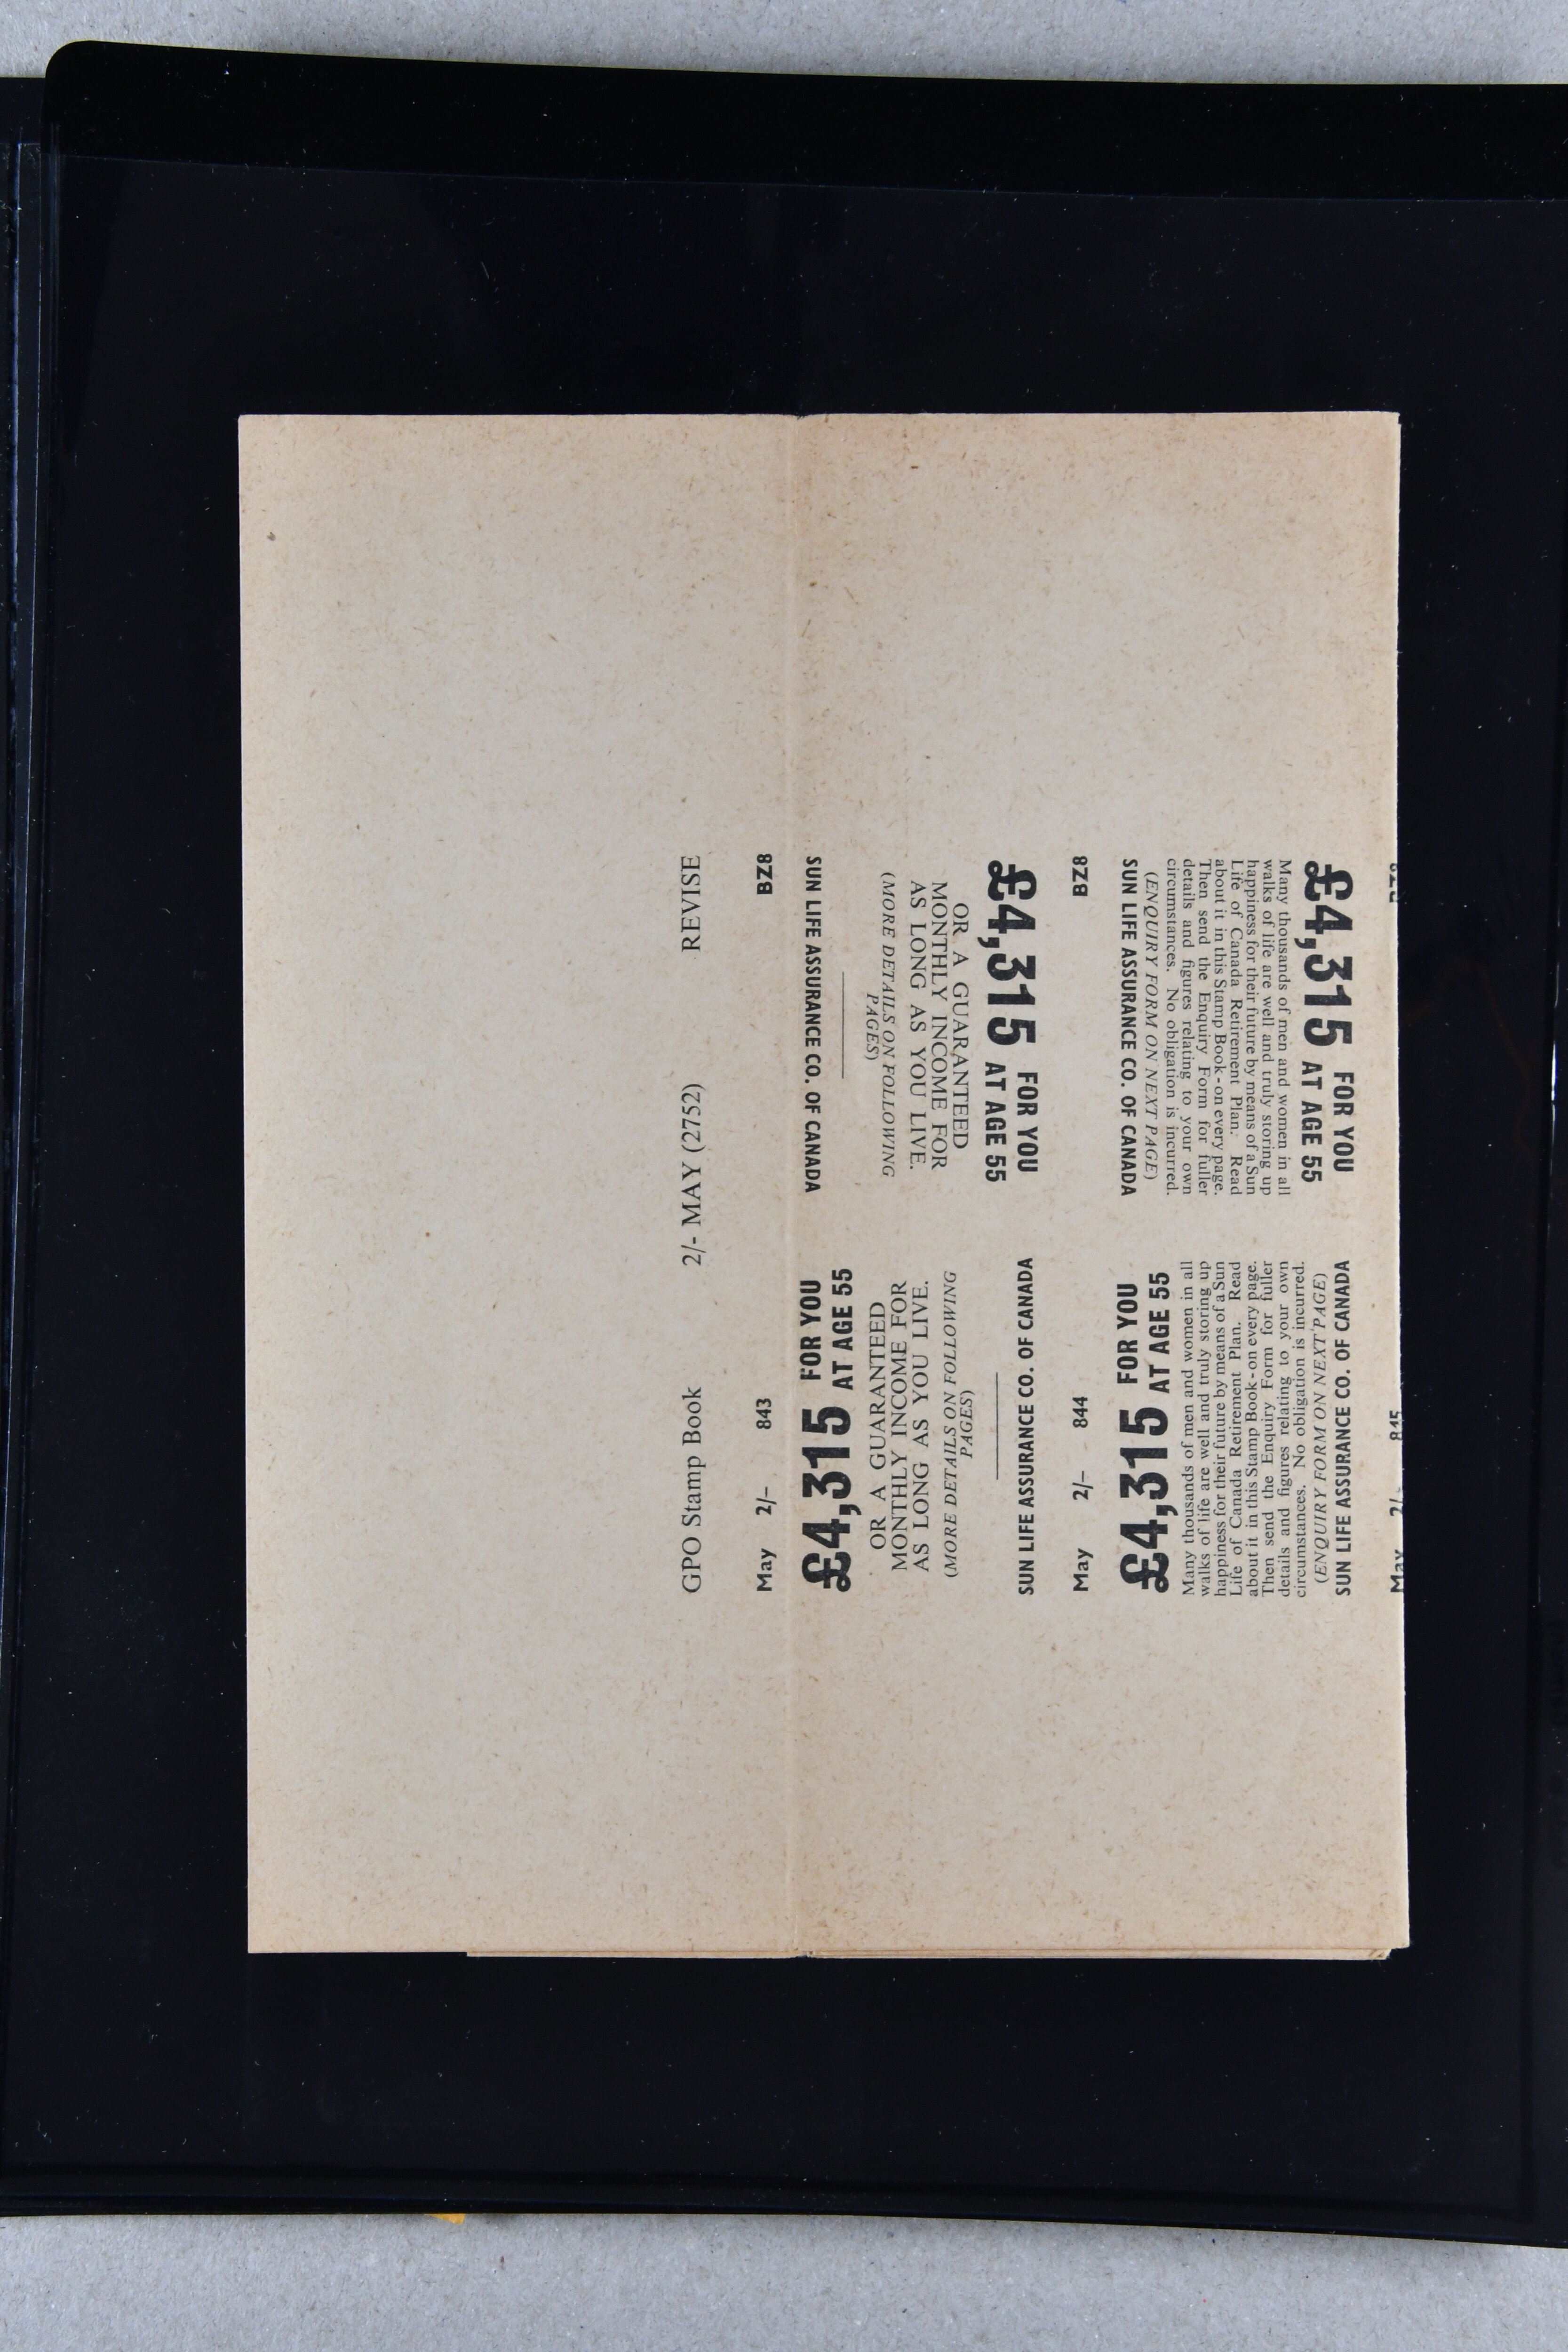 GPO Stamp Book 2/- MAY (2752) REVISE
May 2/- 843 BZ8
£4,315 FOR YOU AT AGE 55
OR A GUARANTEED
MONTHLY INCOME FOR
AS LONG AS YOU LIVE.
(MORE DETAILS ON FOLLOWING
PAGES)
SUN LIFE ASSURANCE CO. OF CANADA
£4,315 FOR YOU AT AGE 55
OR A GUARANTEED
MONTHLY INCOME FOR
AS LONG AS YOU LIVE.
(MORE DETAILS ON FOLLOWING
PAGES)
SUN LIFE ASSURANCE CO. OF CANADA
May 2/- 844 BZ8
£4,315 FOR YOU AT AGE 55
Many thousands of men and women in all
walks of life are well and truly storing up
happiness for their future by means of a Sun
Life of Canada Retirement Plan. Read
about it in this Stamp Book-on every page.
Then send the Enquiry Form for fuller
details and figures relating to your own
circumstances. No obligation is incurred.
(ENQUIRY FORM ON NEXT PAGE)
SUN LIFE ASSURANCE CO. OF CANADA
£4,315 FOR YOU AT AGE 55
Many thousands of men and women in all
walks of life are well and truly storing up
happiness for their future by means of a Sun
Life of Canada Retirement Plan. Read
about it in this Stamp Book-on every page.
Then send the Enquiry Form for fuller
details and figures relating to your own
circumstances. No obligation is incurred.
(ENQUIRY FORM ON NEXT PAGE)
SUN LIFE ASSURANCE CO. OF CANADA
May 2/- 845 BZ8